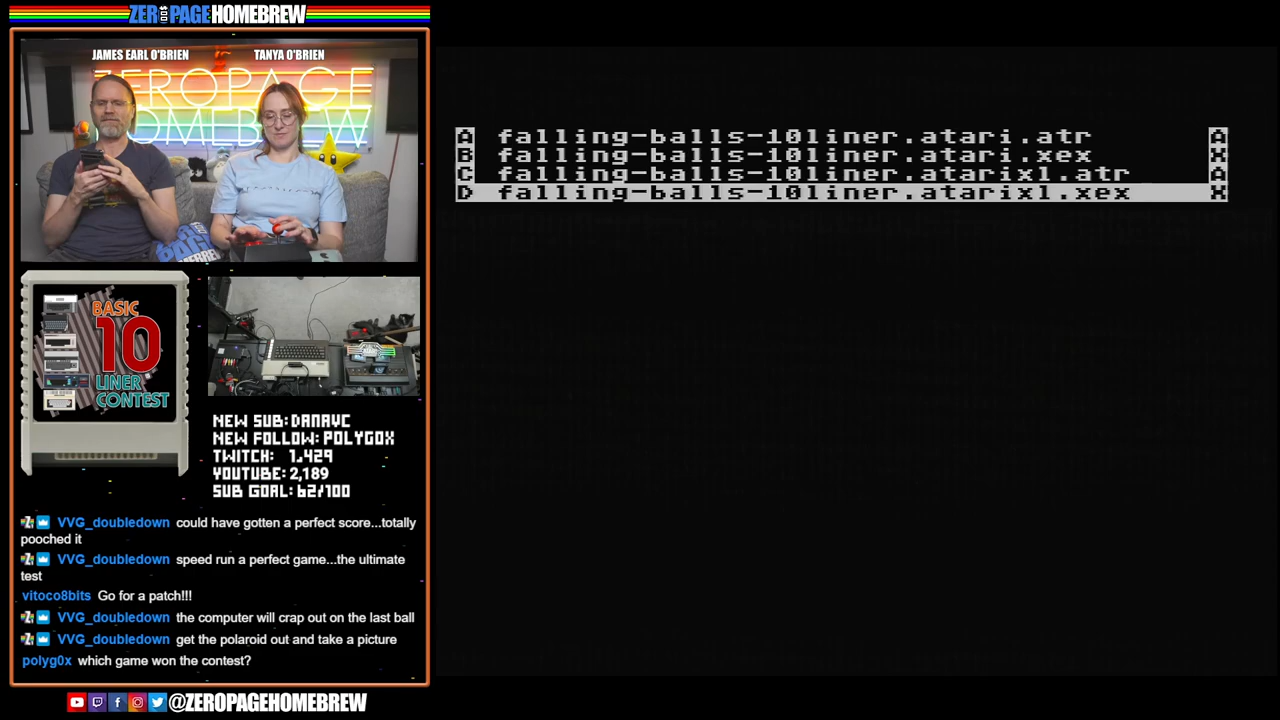 ZEROPAGE HOMEBREW
JAMES EARL O'BRIEN
TANYA O'BRIEN
ZEROPAGE
HOMEBREW
BASIC
10
LINER
CONTEST
NEW SUB: DANAVC
NEW FOLLOW: POLYG0X
TWITCH: 1,429
YOUTUBE: 2,189
SUB GOAL: 62/100
VVG_doubledown could have gotten a perfect score...totally
pooched it
VVG_doubledown speed run a perfect game...the ultimate
test
vitoco8bits Go for a patch!!!
VVG_doubledown the computer will crap out on the last ball
VVG_doubledown get the polaroid out and take a picture
polyg0x which game won the contest?
@ZEROPAGEHOMEBREW
A falling-balls-10liner.atari.atr A
B falling-balls-10liner.atari.xex X
C falling-balls-10liner.atarixl.atr A
D falling-balls-10liner.atarixl.xex X